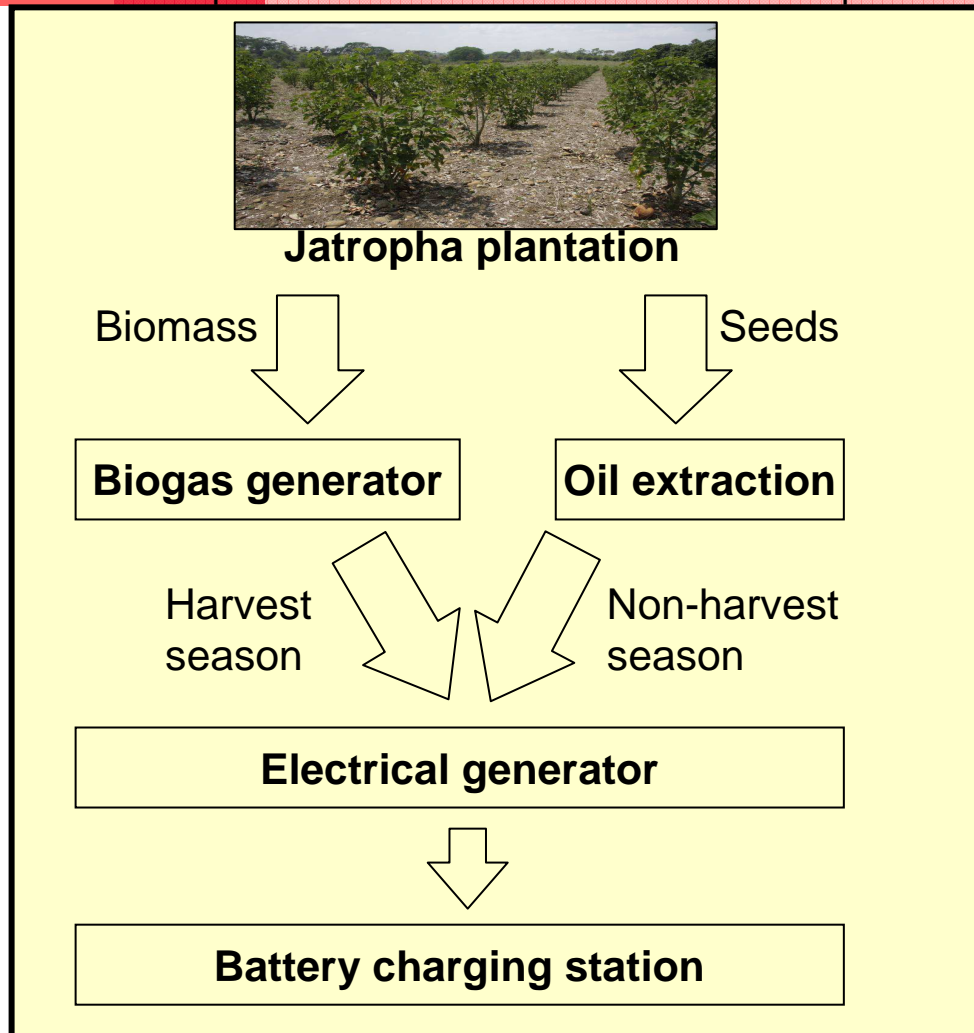 Jatropha plantation
Biomass
Seeds
Biogas generator
Oil extraction
Harvest
season
Non-harvest
season
Electrical generator
Battery charging station